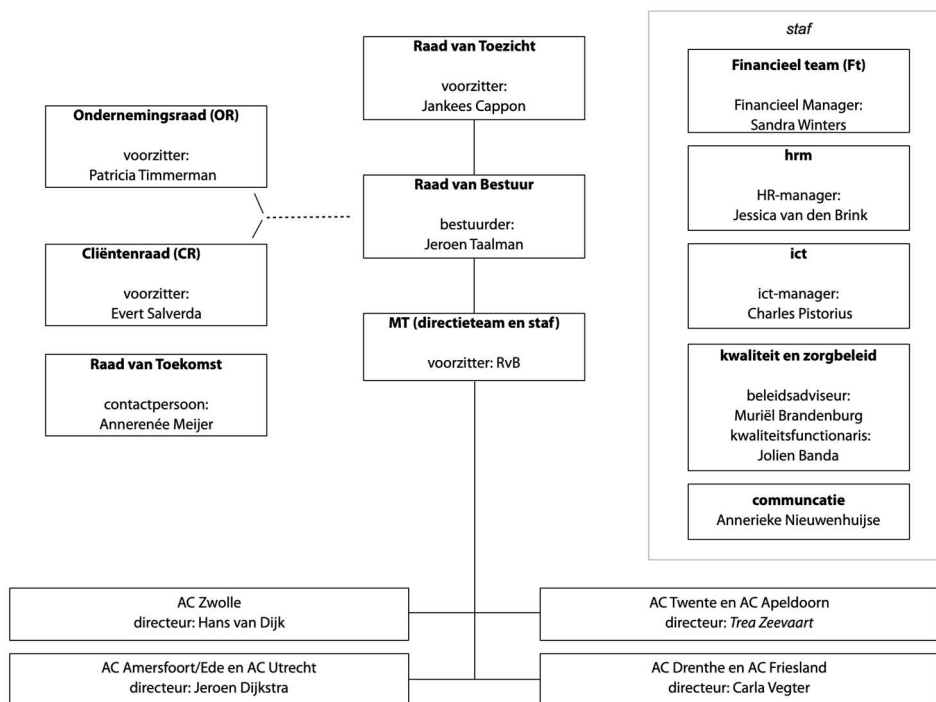 Raad van Toezicht
voorzitter:
Jankees Cappon
Ondernemingsraad (OR)
voorzitter:
Patricia Timmerman
Raad van Bestuur
bestuurder:
Jeroen Taalman
Cliëntenraad (CR)
voorzitter:
Evert Salverda
MT (directieteam en staf)
voorzitter: RvB
Raad van Toekomst
contactpersoon:
Annerenée Meijer
staf
Financieel team (Ft)
Financieel Manager:
Sandra Winters
hrm
HR-manager:
Jessica van den Brink
ict
ict-manager:
Charles Pistorius
kwaliteit en zorgbeleid
beleidsadviseur:
Muriël Brandenburg
kwaliteitsfunctionaris:
Jolien Banda
communcatie
Annerieke Nieuwenhuijse
AC Zwolle
directeur: Hans van Dijk
AC Twente en AC Apeldoorn
directeur: Trea Zeevaart
AC Amersfoort/Ede en AC Utrecht
directeur: Jeroen Dijkstra
AC Drenthe en AC Friesland
directeur: Carla Vegter